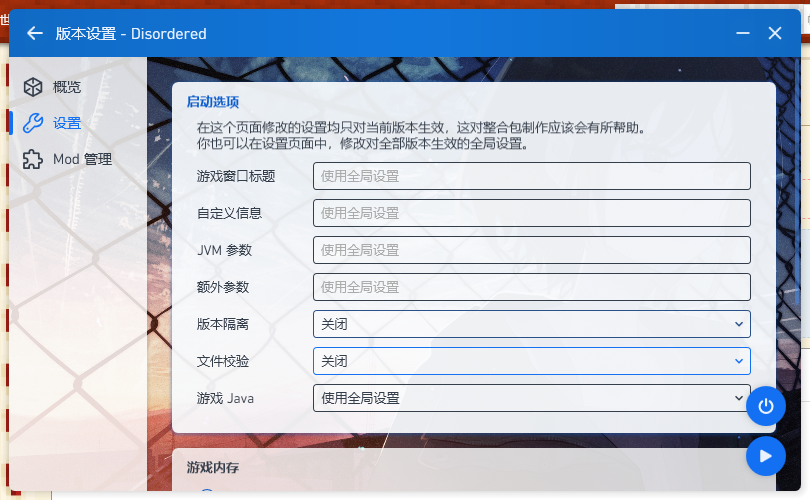 世
版本设置 - Disordered
概览
设置
Mod 管理
启动选项
在这个页面修改的设置均只对当前版本生效，这对整合包制作应该会有所帮助。
你也可以在设置页面中，修改对全部版本生效的全局设置。
游戏窗口标题 使用全局设置
自定义信息 使用全局设置
JVM 参数 使用全局设置
额外参数 使用全局设置
版本隔离 关闭
文件校验 关闭
游戏 Java 使用全局设置
游戏内存